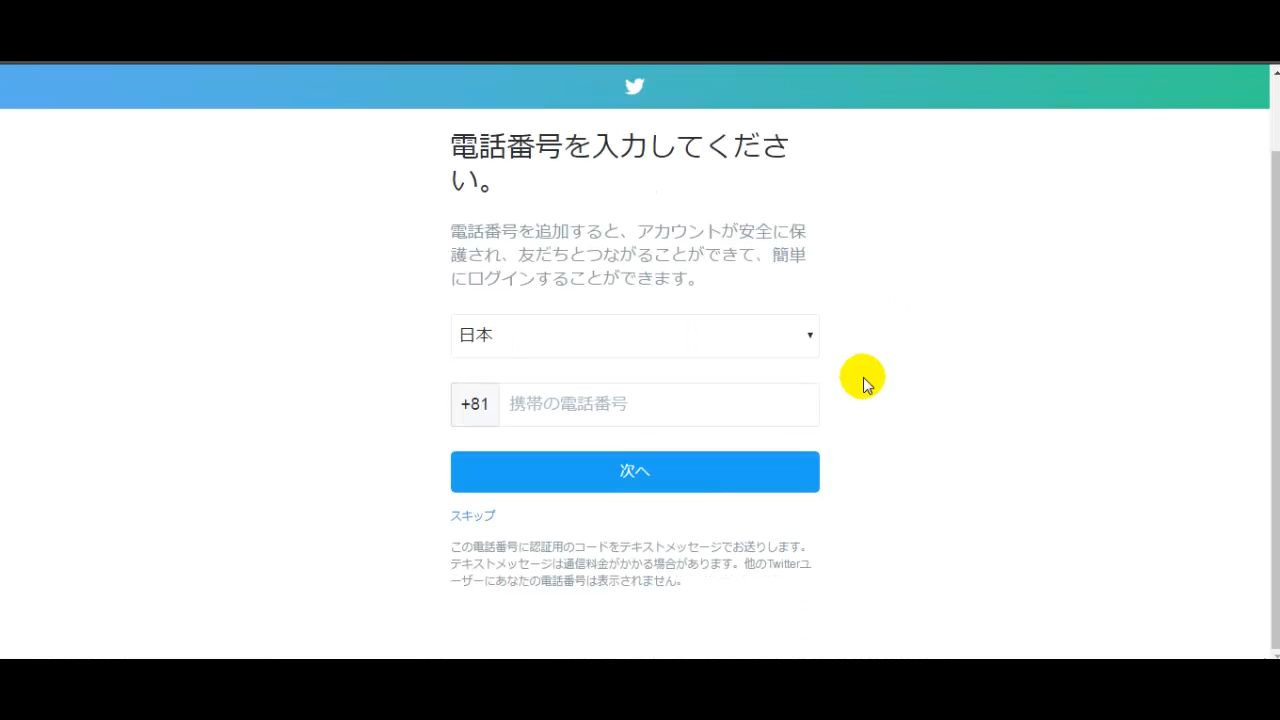 電話番号を入力してくださ
い。
電話番号を追加すると、アカウントが安全に保
護され、友だちとつながることができて、簡単
にログインすることができます。
日本
+81 携帯の電話番号
次へ
スキップ
この電話番号に認証用のコードをテキストメッセージでお送りします。
テキストメッセージは通信料金がかかる場合があります。他のTwitterユ
ーザーにあなたの電話番号は表示されません。